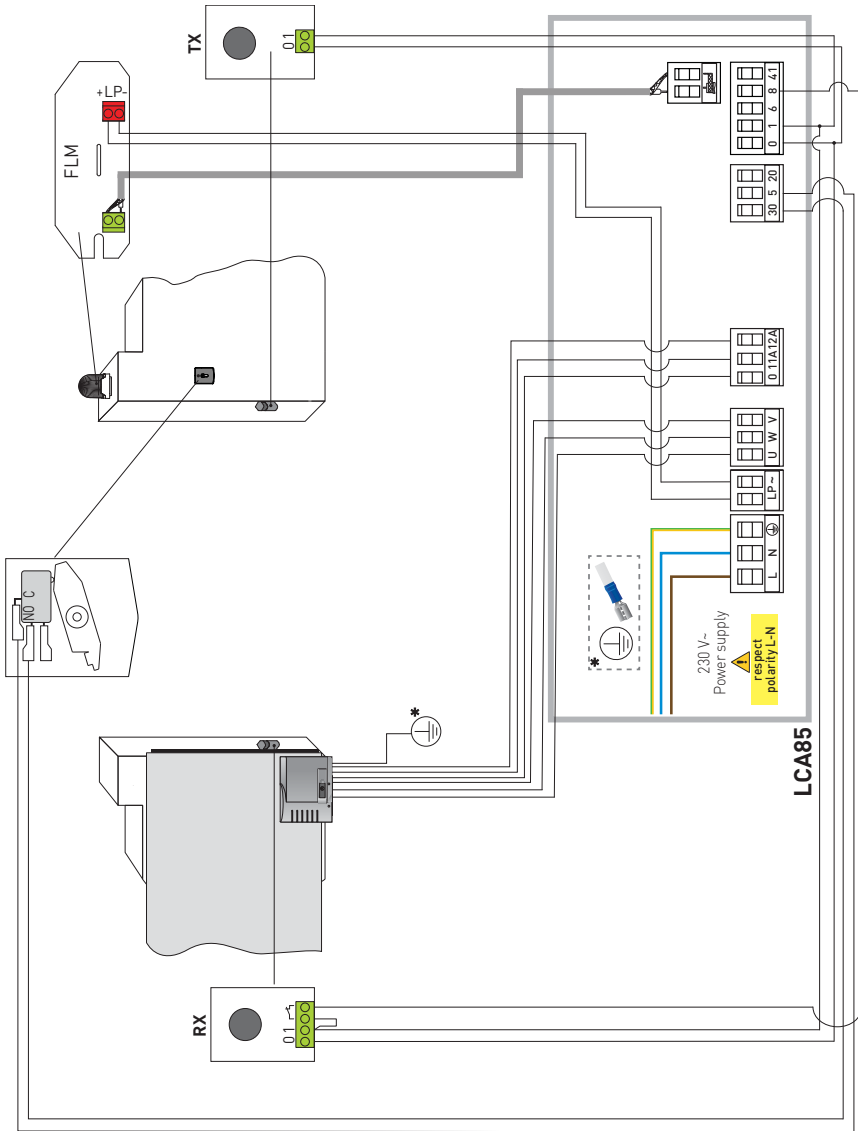 TX
0 1
+LP-
FLM
NO C
41
8
6
1
0
20
5
30
0 11A 12A
U W V
LP~
L N
*
230 V~
Power supply
respect
polarity L-N
LCA85
*
RX
0 1